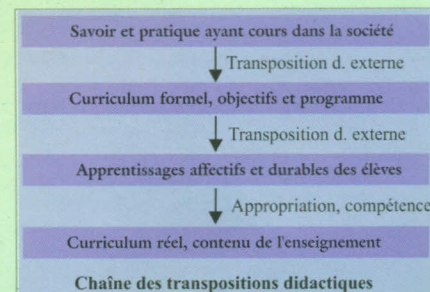 Savoir et pratique ayant cours dans la société
Transposition d. externe
Curriculum formel, objectifs et programme
Transposition d. externe
Apprentissages affectifs et durables des élèves
Appropriation, compétence
Curriculum réel, contenu de l'enseignement
Chaîne des transpositions didactiques